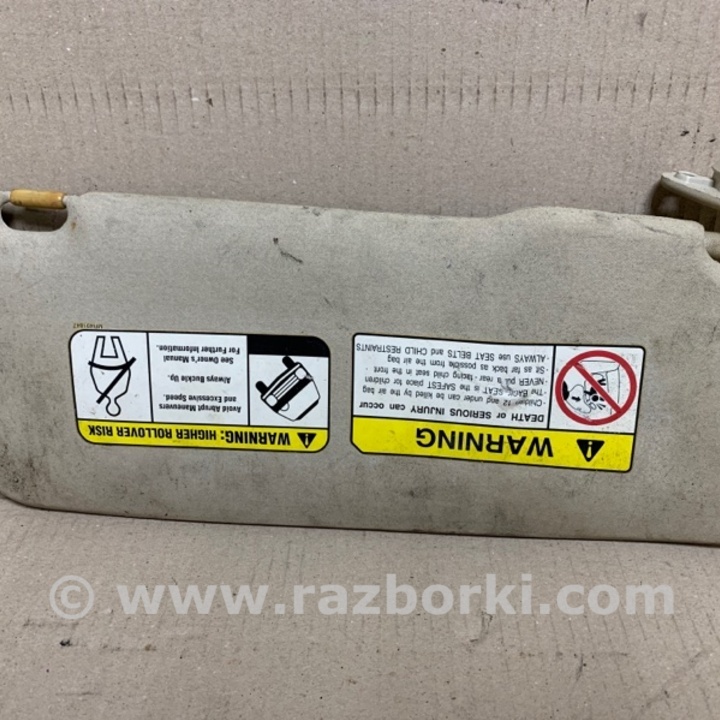 WARNING
DEATH or SERIOUS INJURY can occur
·Children 12 and under can be killed by the air bag
·The BACK SEAT is the SAFEST place for children
·NEVER put a rear-facing child seat in the front
·Sit as far back as possible from the air bag
·ALWAYS use SEAT BELTS and CHILD RESTRAINTS
WARNING: HIGHER ROLLOVER RISK
Avoid Abrupt Maneuvers
and Excessive Speed.
Always Buckle Up.
See Owner's Manual
For Further Information.
© www.razborki.com